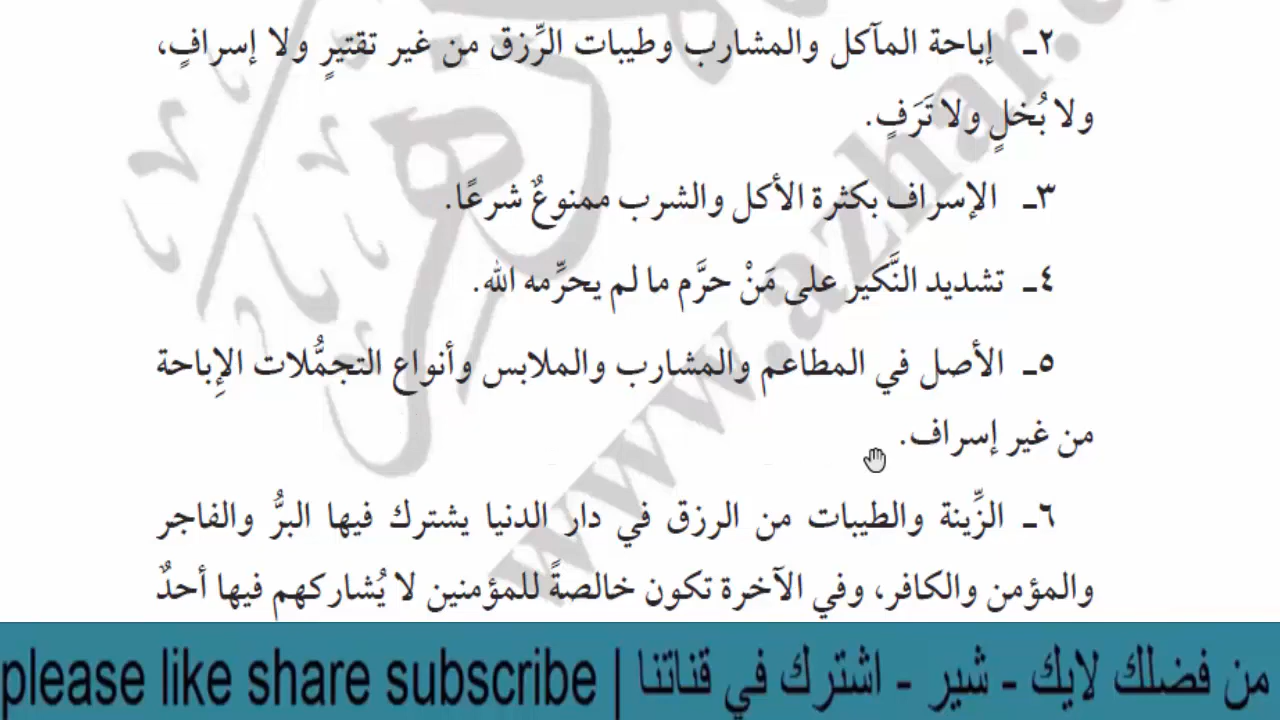 ٢ـ إباحة المآكل والمشارب وطيبات الرِّزق من غير تقتيرٍ ولا إسرافٍ،
ولا بُخلٍ ولا تَرَفٍ.
٣ـ الإسراف بكثرة الأكل والشرب ممنوعٌ شرعًا.
٤ـ تشديد النَّكير على مَنْ حرَّم ما لم يحرِّمه الله.
٥ـ الأصل في المطاعم والمشارب والملابس وأنواع التجمُّلات الإِباحة
من غير إسراف.
٦ـ الزِّينة والطيبات من الرزق في دار الدنيا يشترك فيها البرُّ والفاجر
والمؤمن والكافر، وفي الآخرة تكون خالصةً للمؤمنين لا يُشاركهم فيها أحدٌ
www.azhar.
من فضلك لايك - شير - اشترك في قناتنا | please like share subscribe